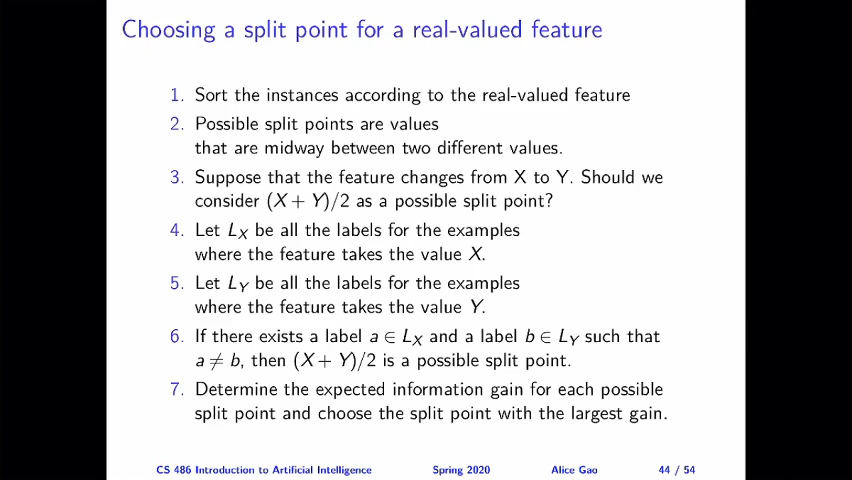 Choosing a split point for a real-valued feature
1. Sort the instances according to the real-valued feature
2. Possible split points are values
that are midway between two different values.
3. Suppose that the feature changes from X to Y. Should we
consider (X + Y)/2 as a possible split point?
4. Let L_X be all the labels for the examples
where the feature takes the value X.
5. Let L_Y be all the labels for the examples
where the feature takes the value Y.
6. If there exists a label a ∈ L_X and a label b ∈ L_Y such that
a ≠ b, then (X + Y)/2 is a possible split point.
7. Determine the expected information gain for each possible
split point and choose the split point with the largest gain.
CS 486 Introduction to Artificial Intelligence Spring 2020 Alice Gao 44 / 54